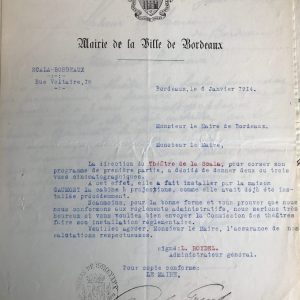 Mairie de la Ville de Bordeaux
SCALA-BORDEAUX
Rue Voltaire,
Bordeaux, le 6 Janvier 1914.
Monsieur le Maire de Bordeaux.
Monsieur le Maire,
La direction du Théâtre de la Scala, pour corser son
programme de première partie, a décidé de donner deux ou trois
vues cinématographiques.
A cet effet, elle a fait installer par la maison
GAUMONT la cabine à projections, comme elle avait déjà été ins-
tallée précédemment.
Néanmoins, pour la bonne forme et vous prouver que nous
nous conformons aux règlements administratifs, nous serions très
heureux si vous vouliez bien envoyer la Commission des théâtres
faire son installation réglementaire.
Veuillez agréer, Monsieur le Maire, l'assurance de nos
salutations respectueuses.
signé: L.
Administrateur général.
Pour copie conforme:
LE MAIRE,